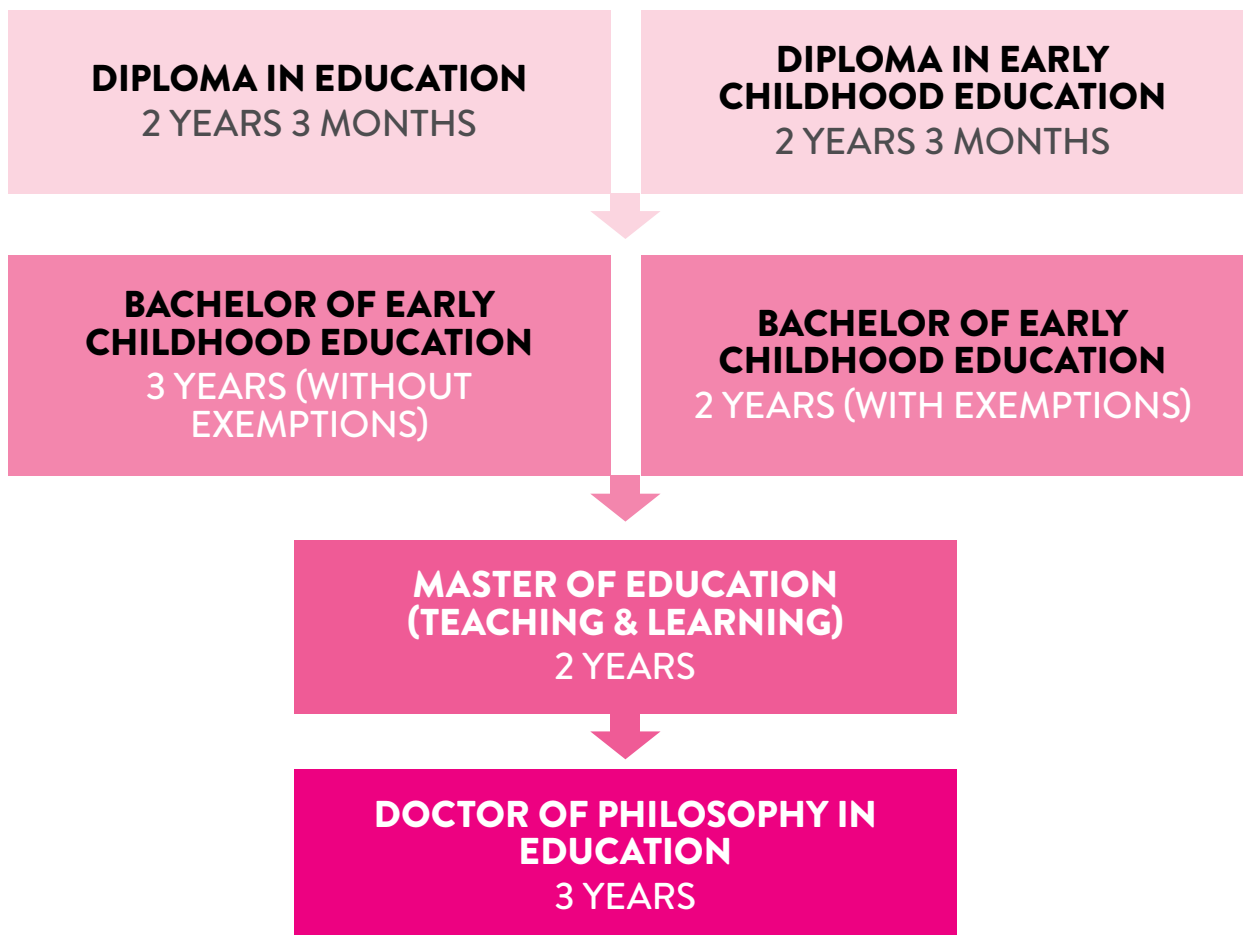 DIPLOMA IN EDUCATION
2 YEARS 3 MONTHS
DIPLOMA IN EARLY
CHILDHOOD EDUCATION
2 YEARS 3 MONTHS
BACHELOR OF EARLY
CHILDHOOD EDUCATION
3 YEARS (WITHOUT
EXEMPTIONS)
BACHELOR OF EARLY
CHILDHOOD EDUCATION
2 YEARS (WITH EXEMPTIONS)
MASTER OF EDUCATION
(TEACHING & LEARNING)
2 YEARS
DOCTOR OF PHILOSOPHY IN
EDUCATION
3 YEARS